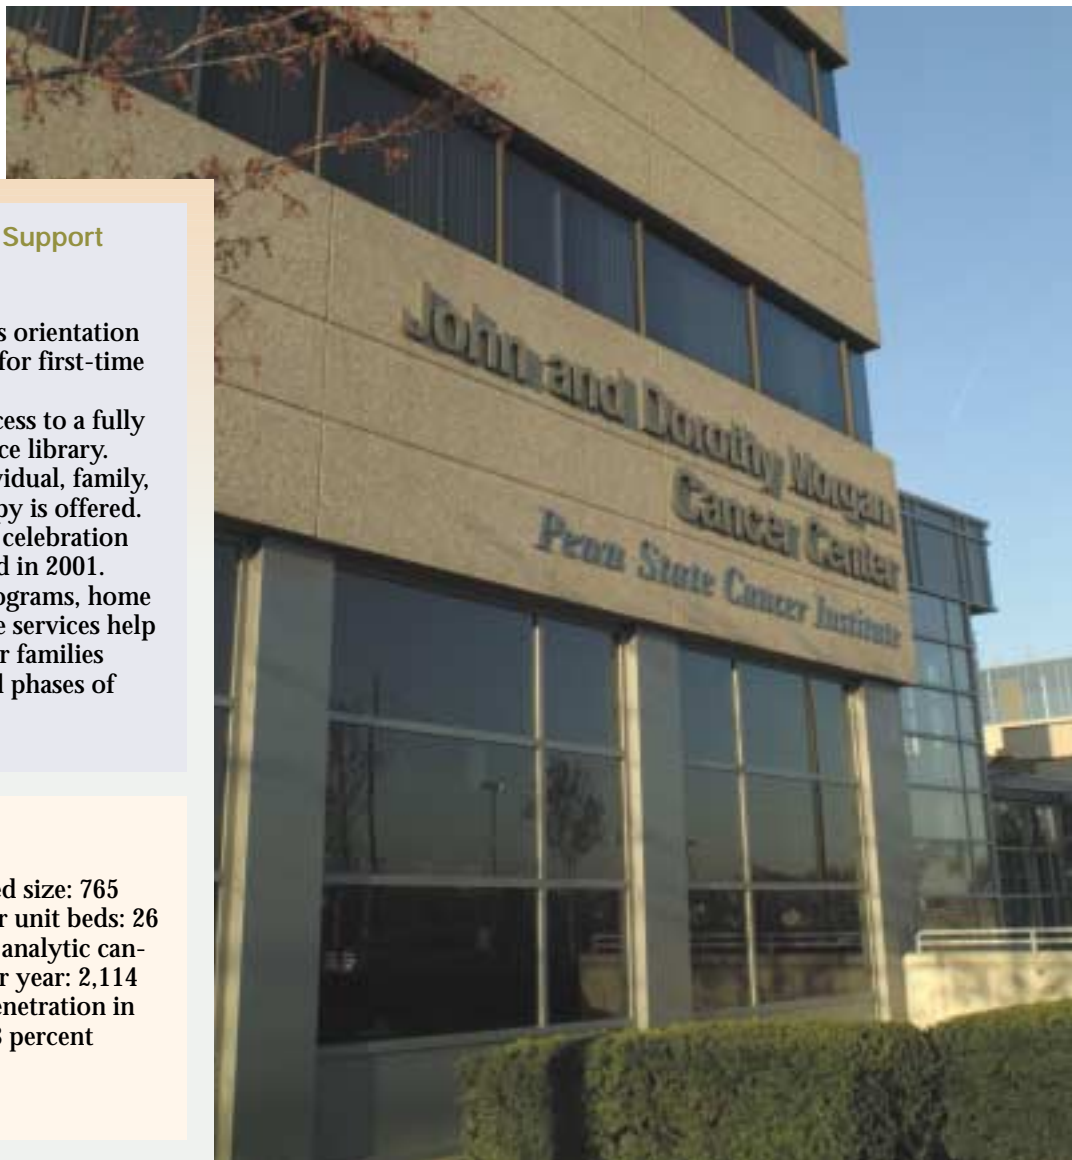 Support
s orientation
for first-time
cess to a fully
ce library.
vidual, family,
py is offered.
celebration
d in 2001.
ograms, home
e services help
r families
l phases of
ed size: 765
r unit beds: 26
analytic can-
r year: 2,114
enetration in
3 percent
John and Dorothy Morgan
Cancer Center
Penn State Cancer Institute